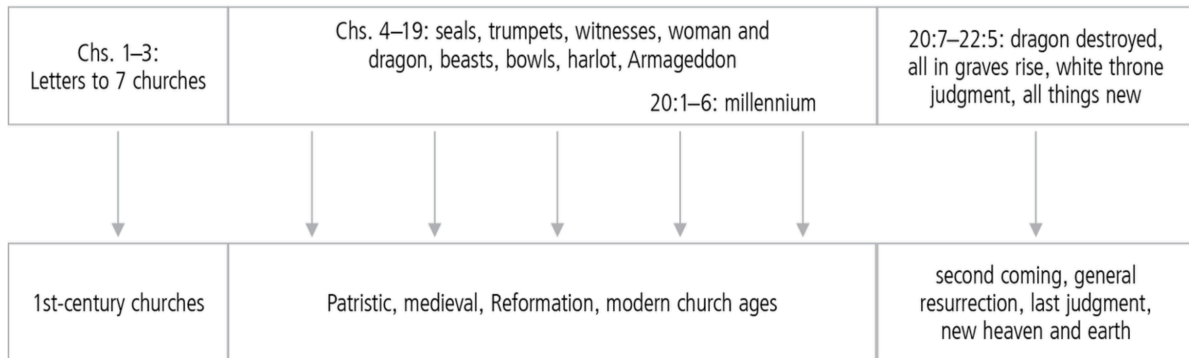 Chs. 1–3:
Letters to 7 churches
Chs. 4–19: seals, trumpets, witnesses, woman and
dragon, beasts, bowls, harlot, Armageddon
20:1–6: millennium
20:7–22:5: dragon destroyed,
all in graves rise, white throne
judgment, all things new
1st-century churches
Patristic, medieval, Reformation, modern church ages
second coming, general
resurrection, last judgment,
new heaven and earth